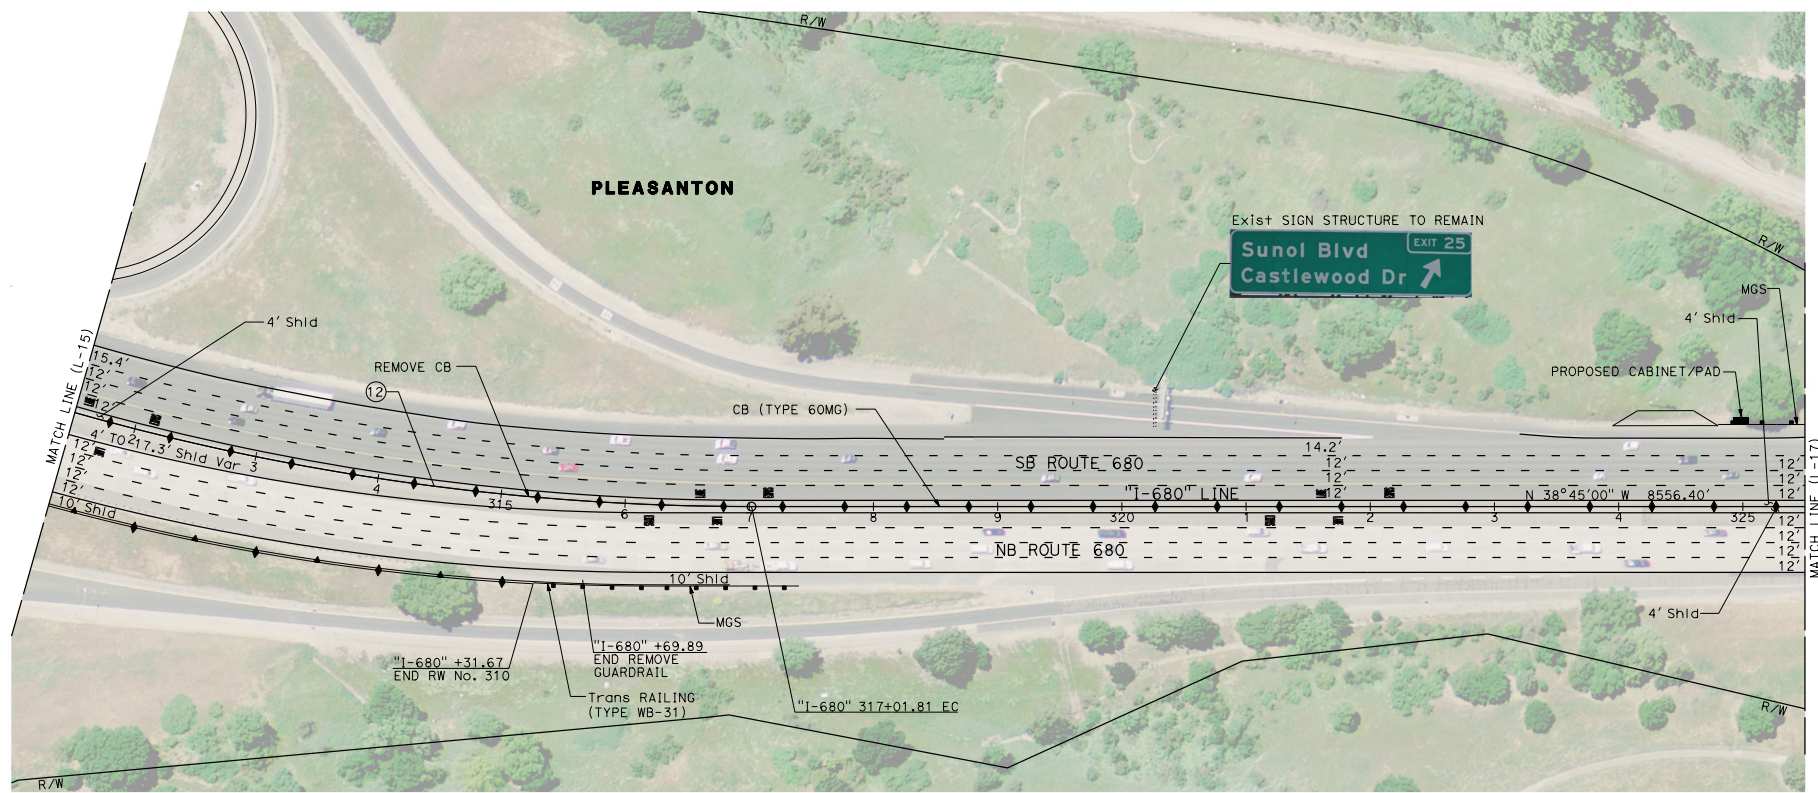 R/W
PLEASANTON
Exist SIGN STRUCTURE TO REMAIN
EXIT 25
Sunol Blvd
Castlewood Dr
R/W
MGS
4' Shld
4' Shld
MATCH LINE (L-15)
15.4'
12'
12'
12'
REMOVE CB
12
CB (TYPE 60MG)
PROPOSED CABINET/PAD
4' TO 17.3' Shld Var
2
3
4
315
6
7
8
9
320
1
2
3
4
325
SB ROUTE 680
14.2'
12'
12'
12'
"I-680" LINE
N 38°45'00" W 8556.40'
12'
12'
12'
12'
12'
12'
10' Shld
NB ROUTE 680
12'
12'
12'
12'
MATCH LINE (L-17)
10' Shld
MGS
4' Shld
"I-680" +31.67
END RW No. 310
"I-680" +69.89
END REMOVE
GUARDRAIL
Trans RAILING
(TYPE WB-31)
"I-680" 317+01.81 EC
R/W
R/W